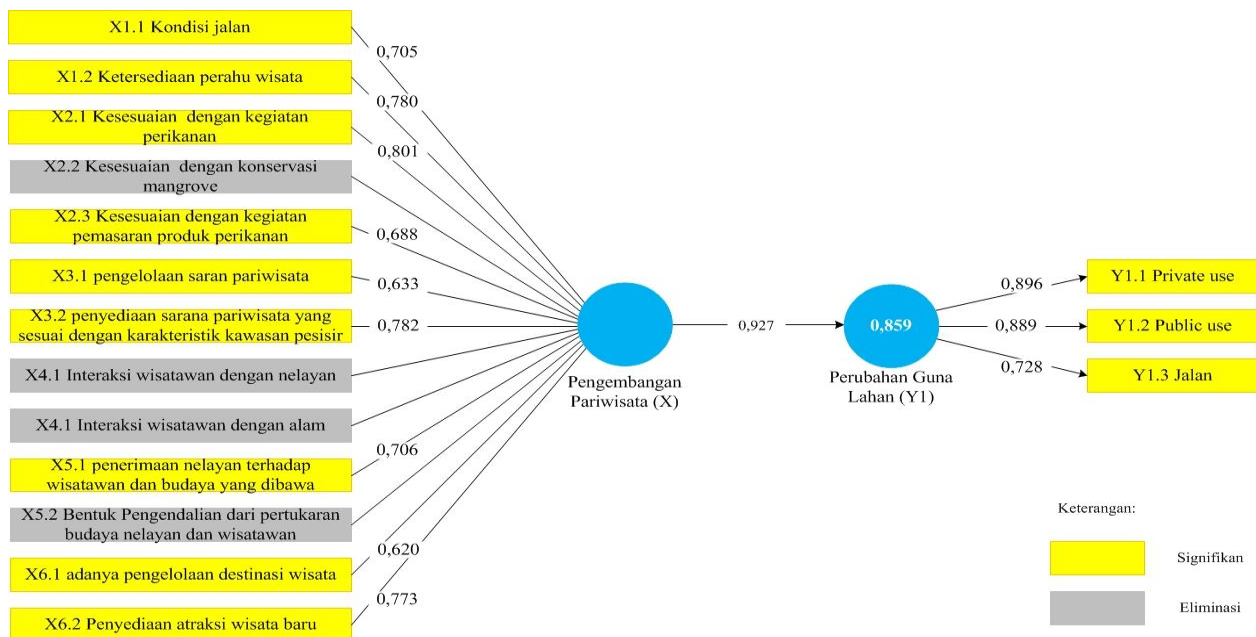 X1.1 Kondisi jalan
X1.2 Ketersediaan perahu wisata
X2.1 Kesesuaian dengan kegiatan
perikanan
X2.2 Kesesuaian dengan konservasi
mangrove
X2.3 Kesesuaian dengan kegiatan
pemasaran produk perikanan
X3.1 pengelolaan saran pariwisata
X3.2 penyediaan sarana pariwisata yang
sesuai dengan karakteristik kawasan pesisir
X4.1 Interaksi wisatawan dengan nelayan
X4.1 Interaksi wisatawan dengan alam
X5.1 penerimaan nelayan terhadap
wisatawan dan budaya yang dibawa
X5.2 Bentuk Pengendalian dari pertukaran
budaya nelayan dan wisatawan
X6.1 adanya pengelolaan destinasi wisata
X6.2 Penyediaan atraksi wisata baru
0,705
0,780
0,801
0,688
0,633
0,782
0,706
0,620
0,773
Pengembangan
Pariwisata (X)
0,927
0,859
Perubahan Guna
Lahan (Y1)
0,896
0,889
0,728
Y1.1 Private use
Y1.2 Public use
Y1.3 Jalan
Keterangan:
Signifikan
Eliminasi